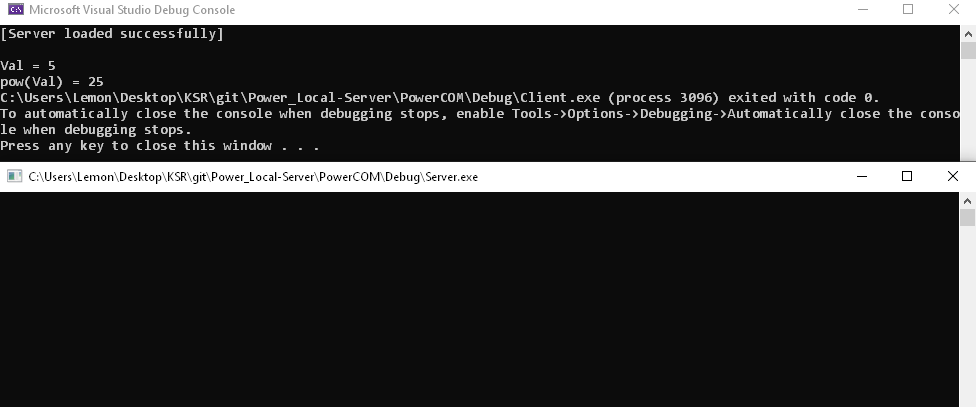 Microsoft Visual Studio Debug Console
[Server loaded successfully]
Val = 5
pow(Val) = 25
C:\Users\Lemon\Desktop\KSR\git\Power_Local-Server\PowerCOM\Debug\Client.exe (process 3096) exited with code 0.
To automatically close the console when debugging stops, enable Tools->Options->Debugging->Automatically close the conso
le when debugging stops.
Press any key to close this window . . .
C:\Users\Lemon\Desktop\KSR\git\Power_Local-Server\PowerCOM\Debug\Server.exe